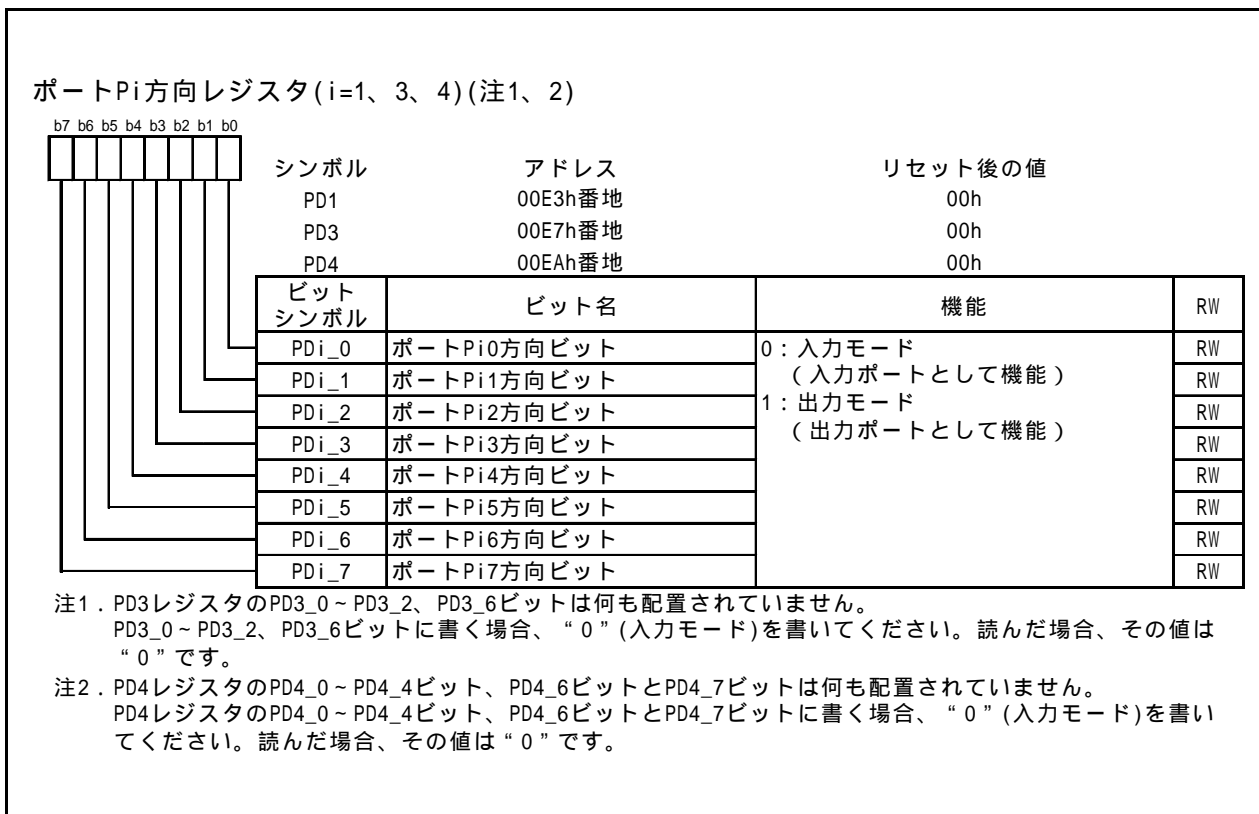 ポートPi方向レジスタ(i=1、3、4)(注1、2)
b7 b6 b5 b4 b3 b2 b1 b0
シンボル アドレス リセット後の値
PD1 00E3h番地 00h
PD3 00E7h番地 00h
PD4 00EAh番地 00h
ビット
シンボル ビット名 機能 RW
PDi_0 ポートPi0方向ビット 0:入力モード RW
PDi_1 ポートPi1方向ビット (入力ポートとして機能) RW
PDi_2 ポートPi2方向ビット 1:出力モード RW
PDi_3 ポートPi3方向ビット (出力ポートとして機能) RW
PDi_4 ポートPi4方向ビット RW
PDi_5 ポートPi5方向ビット RW
PDi_6 ポートPi6方向ビット RW
PDi_7 ポートPi7方向ビット RW
注1.PD3レジスタのPD3_0~PD3_2、PD3_6ビットは何も配置されていません。
PD3_0~PD3_2、PD3_6ビットに書く場合、“0”(入力モード)を書いてください。読んだ場合、その値は
“0”です。
注2.PD4レジスタのPD4_0~PD4_4ビット、PD4_6ビットとPD4_7ビットは何も配置されていません。
PD4レジスタのPD4_0~PD4_4ビット、PD4_6ビットとPD4_7ビットに書く場合、“0”(入力モード)を書い
てください。読んだ場合、その値は“0”です。